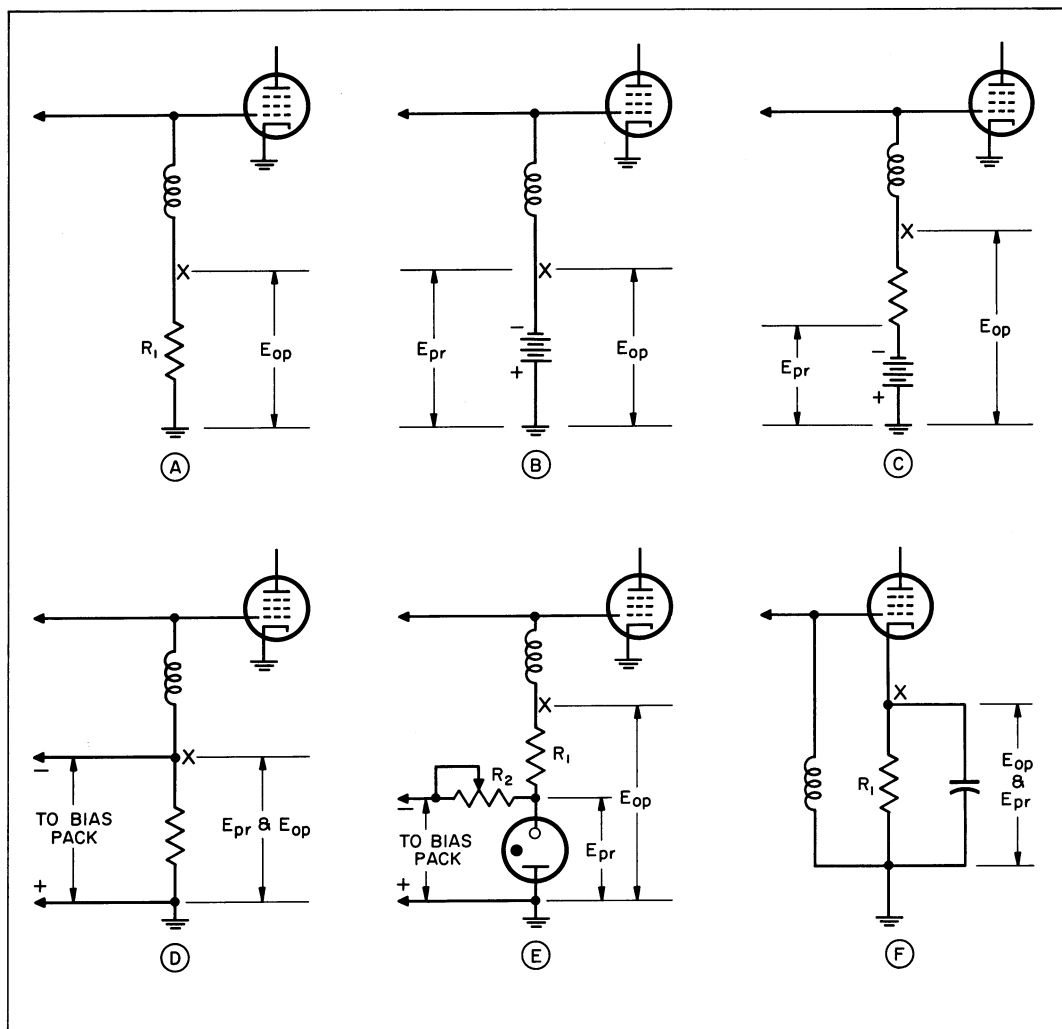 X
R1
Eop
A
Epr
X
−
+
Eop
B
X
Epr
−
+
Eop
C
X
−
TO BIAS
PACK
+
Epr & Eop
D
X
R1
R2
−
TO BIAS
PACK
+
Epr
Eop
E
X
R1
Eop
&
Epr
F